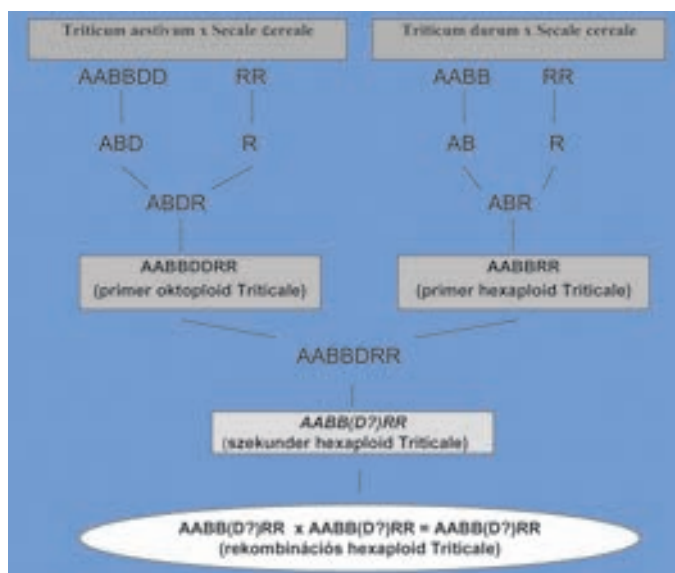 Triticum aestivum x Secale cereale
Triticum durum x Secale cereale
AABBDD RR
AABB RR
ABD R
AB R
ABDR
ABR
AABBDDRR
(primer oktoploid Triticale)
AABBRR
(primer hexaploid Triticale)
AABBDRR
AABB(D?)RR
(szekunder hexaploid Triticale)
AABB(D?)RR x AABB(D?)RR = AABB(D?)RR
(rekombinációs hexaploid Triticale)